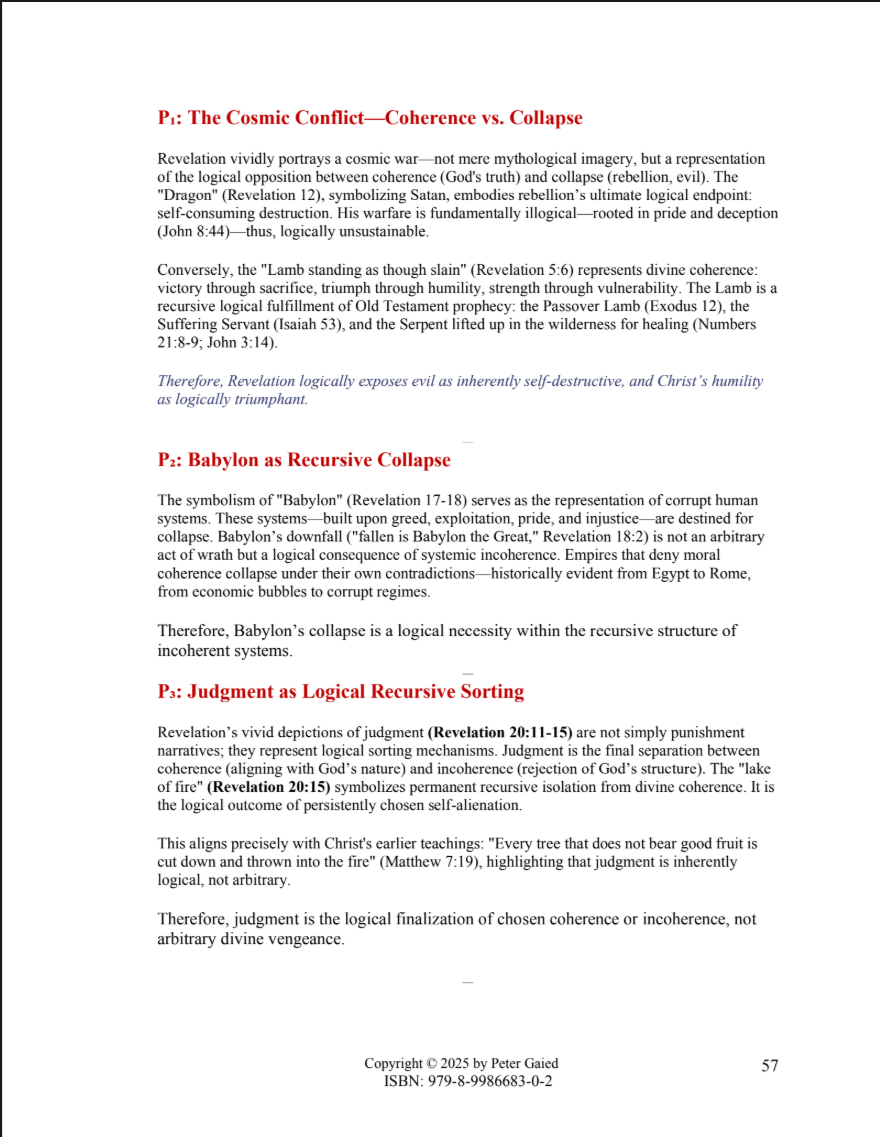 P₁: The Cosmic Conflict—Coherence vs. Collapse
Revelation vividly portrays a cosmic war—not mere mythological imagery, but a representation
of the logical opposition between coherence (God's truth) and collapse (rebellion, evil). The
"Dragon" (Revelation 12), symbolizing Satan, embodies rebellion’s ultimate logical endpoint:
self-consuming destruction. His warfare is fundamentally illogical—rooted in pride and deception
(John 8:44)—thus, logically unsustainable.
Conversely, the "Lamb standing as though slain" (Revelation 5:6) represents divine coherence:
victory through sacrifice, triumph through humility, strength through vulnerability. The Lamb is a
recursive logical fulfillment of Old Testament prophecy: the Passover Lamb (Exodus 12), the
Suffering Servant (Isaiah 53), and the Serpent lifted up in the wilderness for healing (Numbers
21:8-9; John 3:14).
Therefore, Revelation logically exposes evil as inherently self-destructive, and Christ’s humility
as logically triumphant.
—
P₂: Babylon as Recursive Collapse
The symbolism of "Babylon" (Revelation 17-18) serves as the representation of corrupt human
systems. These systems—built upon greed, exploitation, pride, and injustice—are destined for
collapse. Babylon’s downfall ("fallen is Babylon the Great," Revelation 18:2) is not an arbitrary
act of wrath but a logical consequence of systemic incoherence. Empires that deny moral
coherence collapse under their own contradictions—historically evident from Egypt to Rome,
from economic bubbles to corrupt regimes.
Therefore, Babylon’s collapse is a logical necessity within the recursive structure of
incoherent systems.
—
P₃: Judgment as Logical Recursive Sorting
Revelation’s vivid depictions of judgment (Revelation 20:11-15) are not simply punishment
narratives; they represent logical sorting mechanisms. Judgment is the final separation between
coherence (aligning with God’s nature) and incoherence (rejection of God’s structure). The "lake
of fire" (Revelation 20:15) symbolizes permanent recursive isolation from divine coherence. It is
the logical outcome of persistently chosen self-alienation.
This aligns precisely with Christ's earlier teachings: "Every tree that does not bear good fruit is
cut down and thrown into the fire" (Matthew 7:19), highlighting that judgment is inherently
logical, not arbitrary.
Therefore, judgment is the logical finalization of chosen coherence or incoherence, not
arbitrary divine vengeance.
—
Copyright © 2025 by Peter Gaied
57
ISBN: 979-8-9986683-0-2